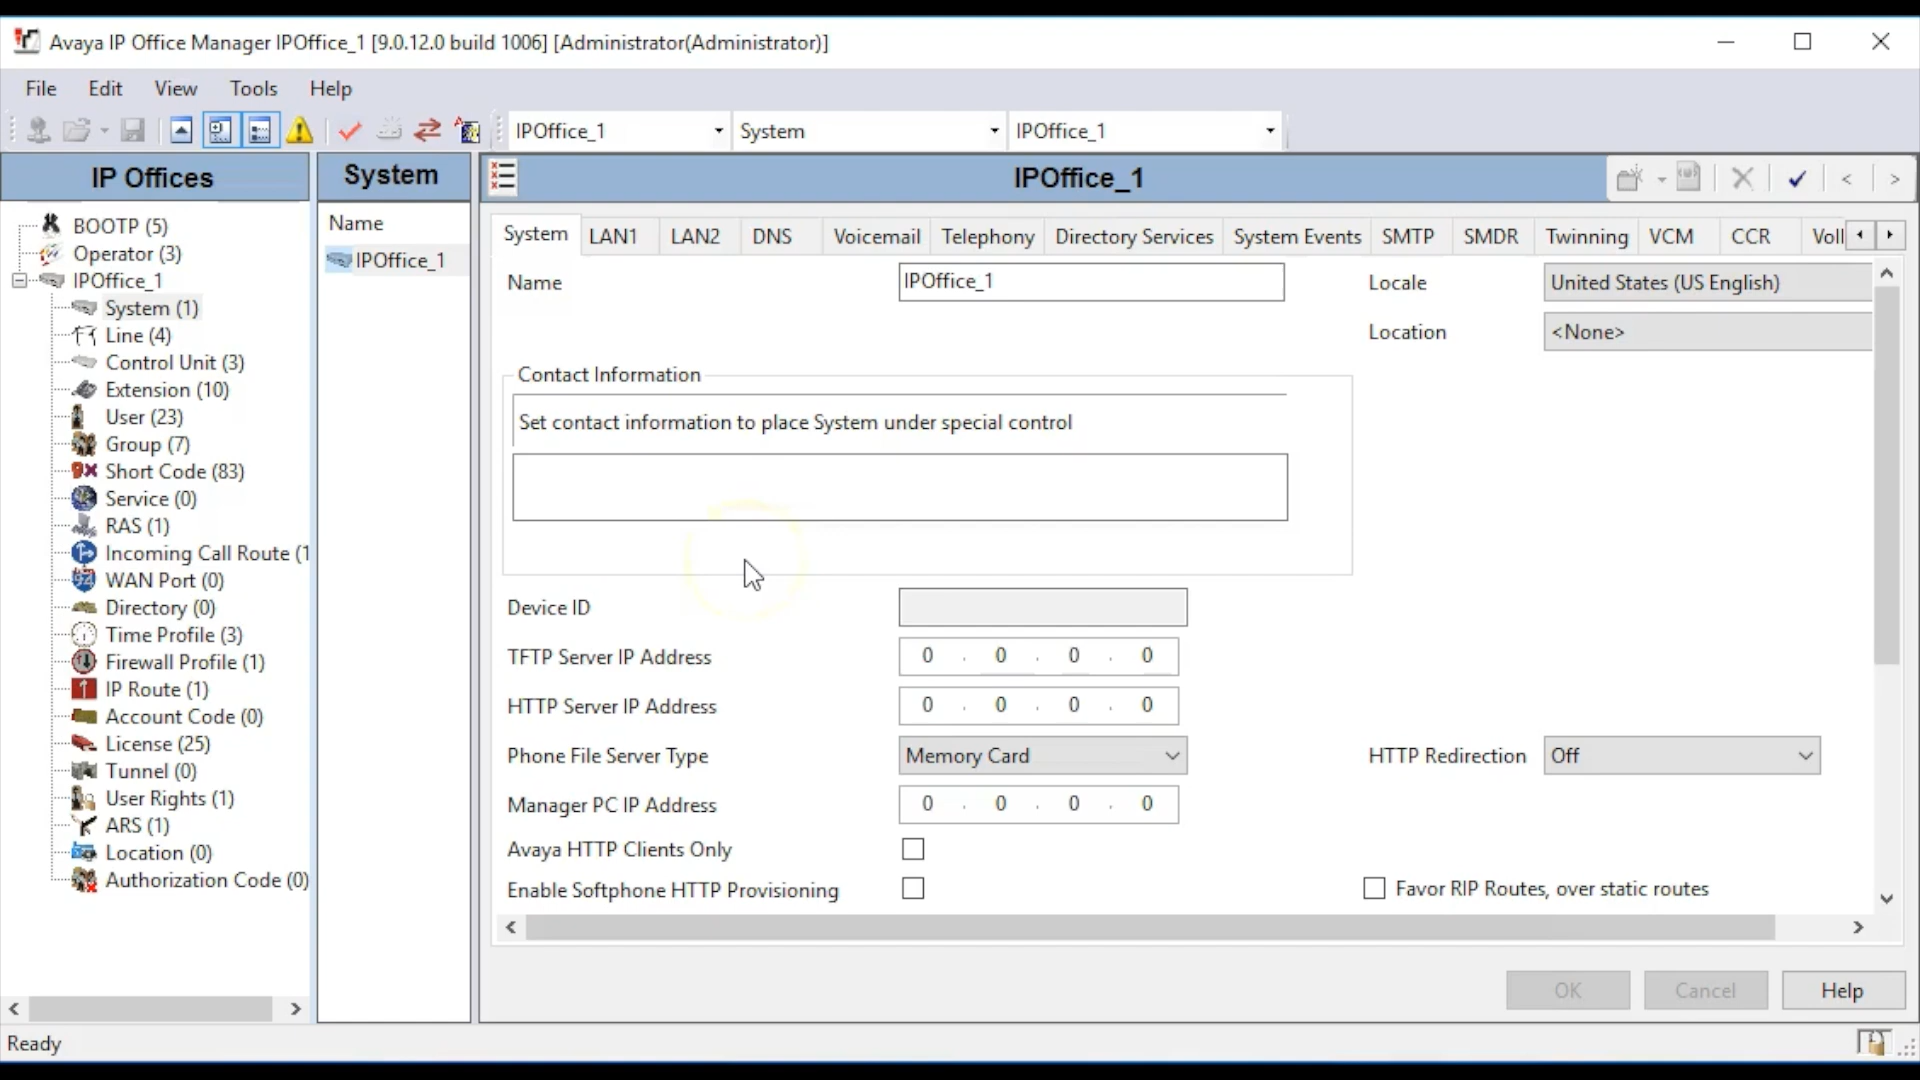 Avaya IP Office Manager IPOffice_1 [9.0.12.0 build 1006] [Administrator(Administrator)]
File Edit View Tools Help
IPOffice_1 System IPOffice_1
IP Offices
BOOTP (5)
Operator (3)
IPOffice_1
System (1)
Line (4)
Control Unit (3)
Extension (10)
User (23)
Group (7)
Short Code (83)
Service (0)
RAS (1)
Incoming Call Route (1
WAN Port (0)
Directory (0)
Time Profile (3)
Firewall Profile (1)
IP Route (1)
Account Code (0)
License (25)
Tunnel (0)
User Rights (1)
ARS (1)
Location (0)
Authorization Code (0)
System
Name
IPOffice_1
IPOffice_1
System LAN1 LAN2 DNS Voicemail Telephony Directory Services System Events SMTP SMDR Twinning VCM CCR VoII
Name IPOffice_1 Locale United States (US English)
Location <None>
Contact Information
Set contact information to place System under special control
Device ID
TFTP Server IP Address 0 . 0 . 0 . 0
HTTP Server IP Address 0 . 0 . 0 . 0
Phone File Server Type Memory Card HTTP Redirection Off
Manager PC IP Address 0 . 0 . 0 . 0
Avaya HTTP Clients Only
Enable Softphone HTTP Provisioning Favor RIP Routes, over static routes
OK Cancel Help
Ready